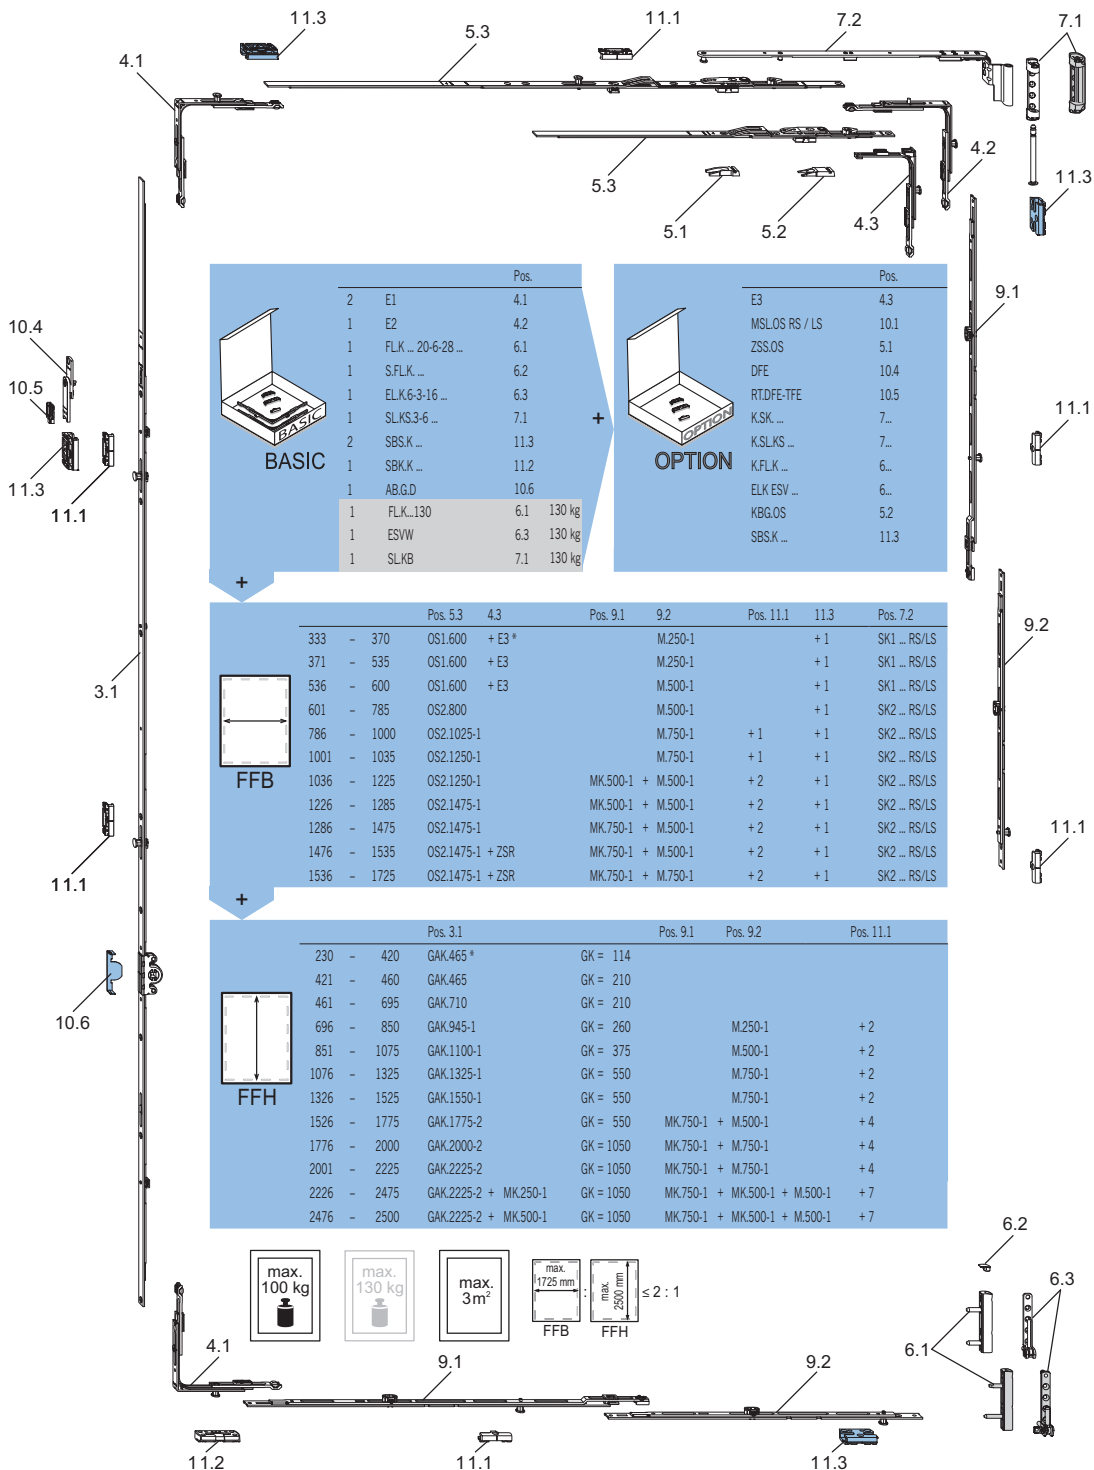 11.3
5.3
11.1
7.2
7.1
4.1
5.3
5.1
5.2
4.3
4.2
11.3
9.1
10.4
10.5
11.3
11.1
11.1
3.1
9.2
11.1
11.1
10.6
Pos.
2 E1 4.1
1 E2 4.2
1 FL.K ... 20-6-28 ... 6.1
1 S.FL.K. ... 6.2
1 EL.K.6-3-16 ... 6.3
1 SL.KS.3-6 ... 7.1
2 SBS.K ... 11.3
1 SBK.K ... 11.2
1 AB.G.D 10.6
1 FL.K...130 6.1 130 kg
1 ESVW 6.3 130 kg
1 SL.KB 7.1 130 kg
BASIC
BASIC
+
Pos.
E3 4.3
MSL.OS RS / LS 10.1
ZSS.OS 5.1
DFE 10.4
RT.DFE-TFE 10.5
K.SK. ... 7...
K.SL.KS ... 7...
K.FL.K ... 6...
ELK ESV ... 6...
KBG.OS 5.2
SBS.K ... 11.3
OPTION
OPTION
+
Pos. 5.3 4.3 Pos. 9.1 9.2 Pos. 11.1 11.3 Pos. 7.2
333 – 370 OS1.600 + E3 * M.250-1 + 1 SK1 ... RS/LS
371 – 535 OS1.600 + E3 M.250-1 + 1 SK1 ... RS/LS
536 – 600 OS1.600 + E3 M.500-1 + 1 SK1 ... RS/LS
601 – 785 OS2.800 M.500-1 + 1 SK2 ... RS/LS
786 – 1000 OS2.1025-1 M.750-1 + 1 + 1 SK2 ... RS/LS
1001 – 1035 OS2.1250-1 M.750-1 + 1 + 1 SK2 ... RS/LS
1036 – 1225 OS2.1250-1 MK.500-1 + M.500-1 + 2 + 1 SK2 ... RS/LS
1226 – 1285 OS2.1475-1 MK.500-1 + M.500-1 + 2 + 1 SK2 ... RS/LS
1286 – 1475 OS2.1475-1 MK.750-1 + M.500-1 + 2 + 1 SK2 ... RS/LS
1476 – 1535 OS2.1475-1 + ZSR MK.750-1 + M.500-1 + 2 + 1 SK2 ... RS/LS
1536 – 1725 OS2.1475-1 + ZSR MK.750-1 + M.750-1 + 2 + 1 SK2 ... RS/LS
FFB
+
Pos. 3.1 Pos. 9.1 Pos. 9.2 Pos. 11.1
230 – 420 GAK.465 * GK = 114
421 – 460 GAK.465 GK = 210
461 – 695 GAK.710 GK = 210
696 – 850 GAK.945-1 GK = 260 M.250-1 + 2
851 – 1075 GAK.1100-1 GK = 375 M.500-1 + 2
1076 – 1325 GAK.1325-1 GK = 550 M.750-1 + 2
1326 – 1525 GAK.1550-1 GK = 550 M.750-1 + 2
1526 – 1775 GAK.1775-2 GK = 550 MK.750-1 + M.500-1 + 4
1776 – 2000 GAK.2000-2 GK = 1050 MK.750-1 + M.750-1 + 4
2001 – 2225 GAK.2225-2 GK = 1050 MK.750-1 + M.750-1 + 4
2226 – 2475 GAK.2225-2 + MK.250-1 GK = 1050 MK.750-1 + MK.500-1 + M.500-1 + 7
2476 – 2500 GAK.2225-2 + MK.500-1 GK = 1050 MK.750-1 + MK.500-1 + M.500-1 + 7
FFH
max.
100 kg
max.
130 kg
max.
3m²
max.
1725 mm
FFB
:
max.
2500 mm
FFH
≤ 2 : 1
6.2
6.3
6.1
4.1
9.1
9.2
11.2
11.1
11.3